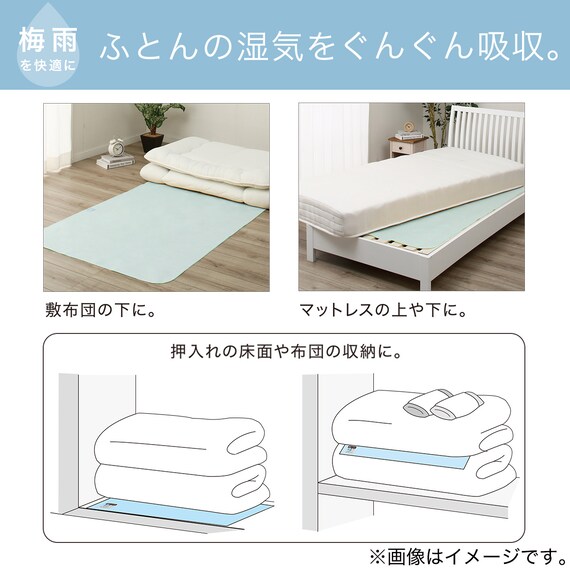 梅雨
を快適に
ふとんの湿気をぐんぐん吸収。
敷布団の下に。
マットレスの上や下に。
押入れの床面や布団の収納に。
※画像はイメージです。